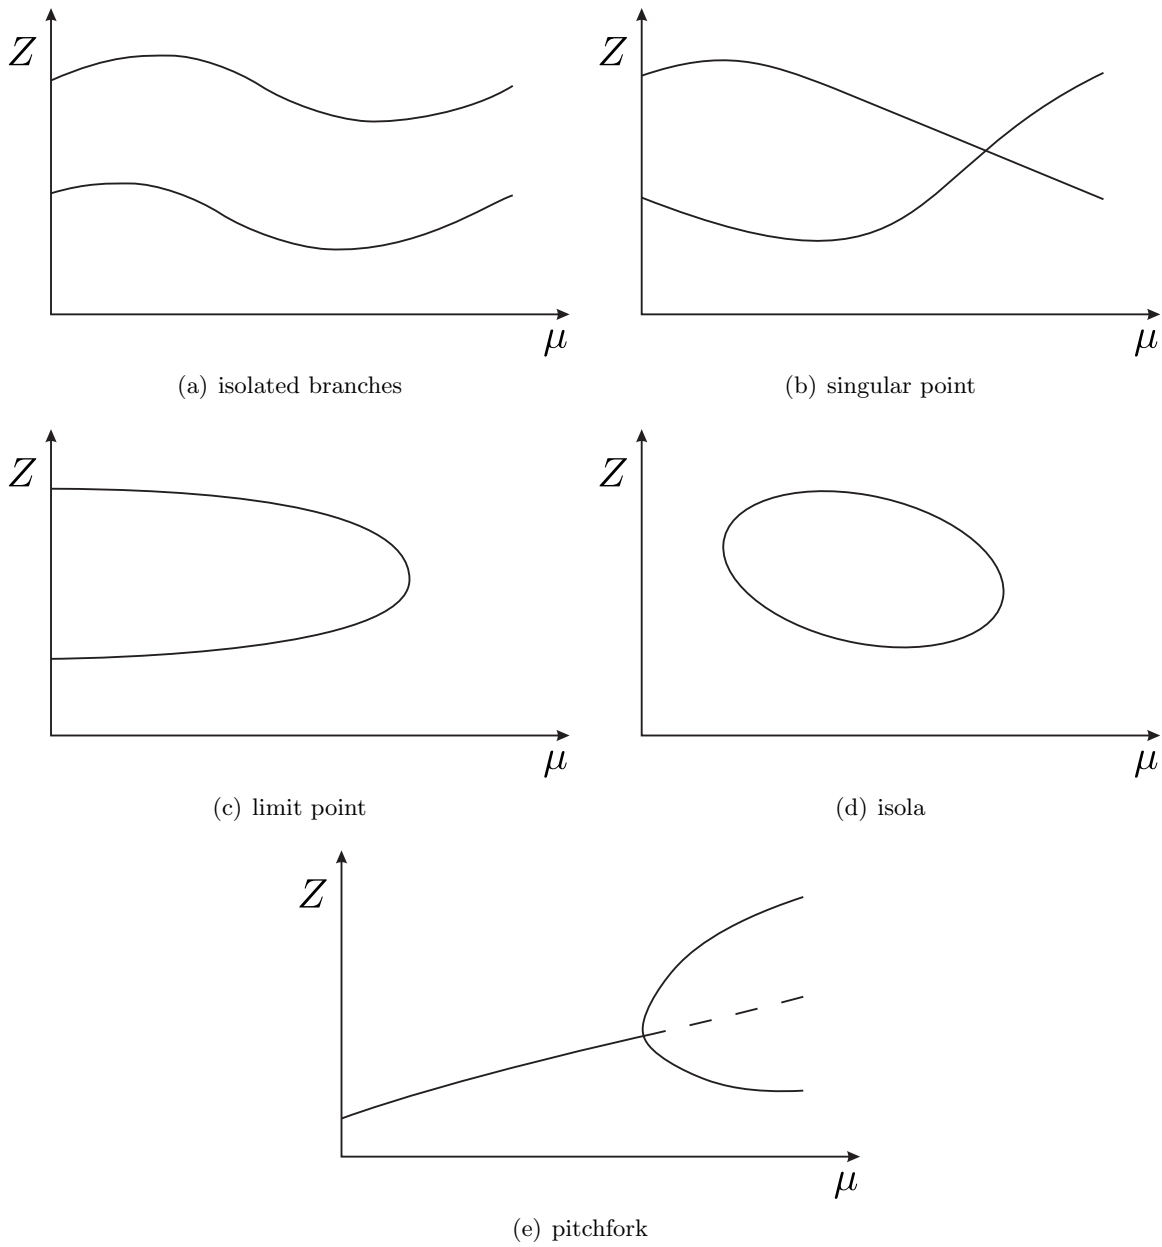 Z
Z
μ
μ
(a) isolated branches
(b) singular point
Z
Z
μ
μ
(c) limit point
(d) isola
Z
μ
(e) pitchfork